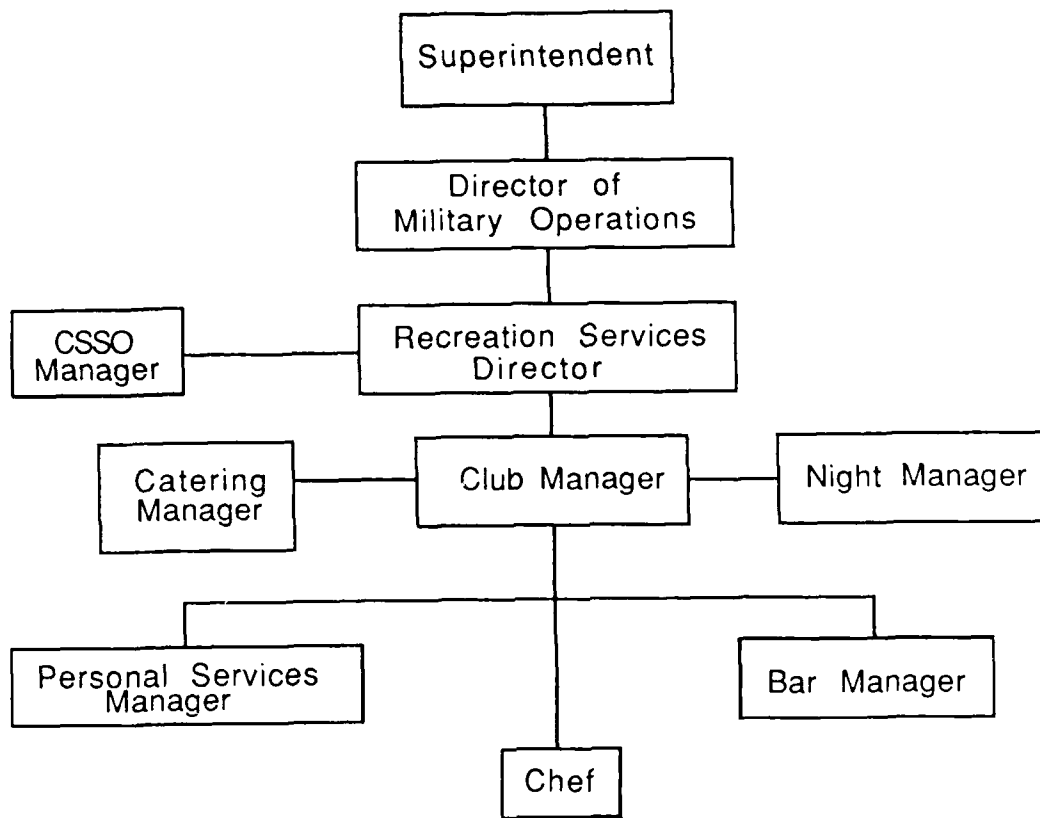 Superintendent
Director of
Military Operations
CSSO
Manager
Recreation Services
Director
Catering
Manager
Club Manager
Night Manager
Personal Services
Manager
Bar Manager
Chef